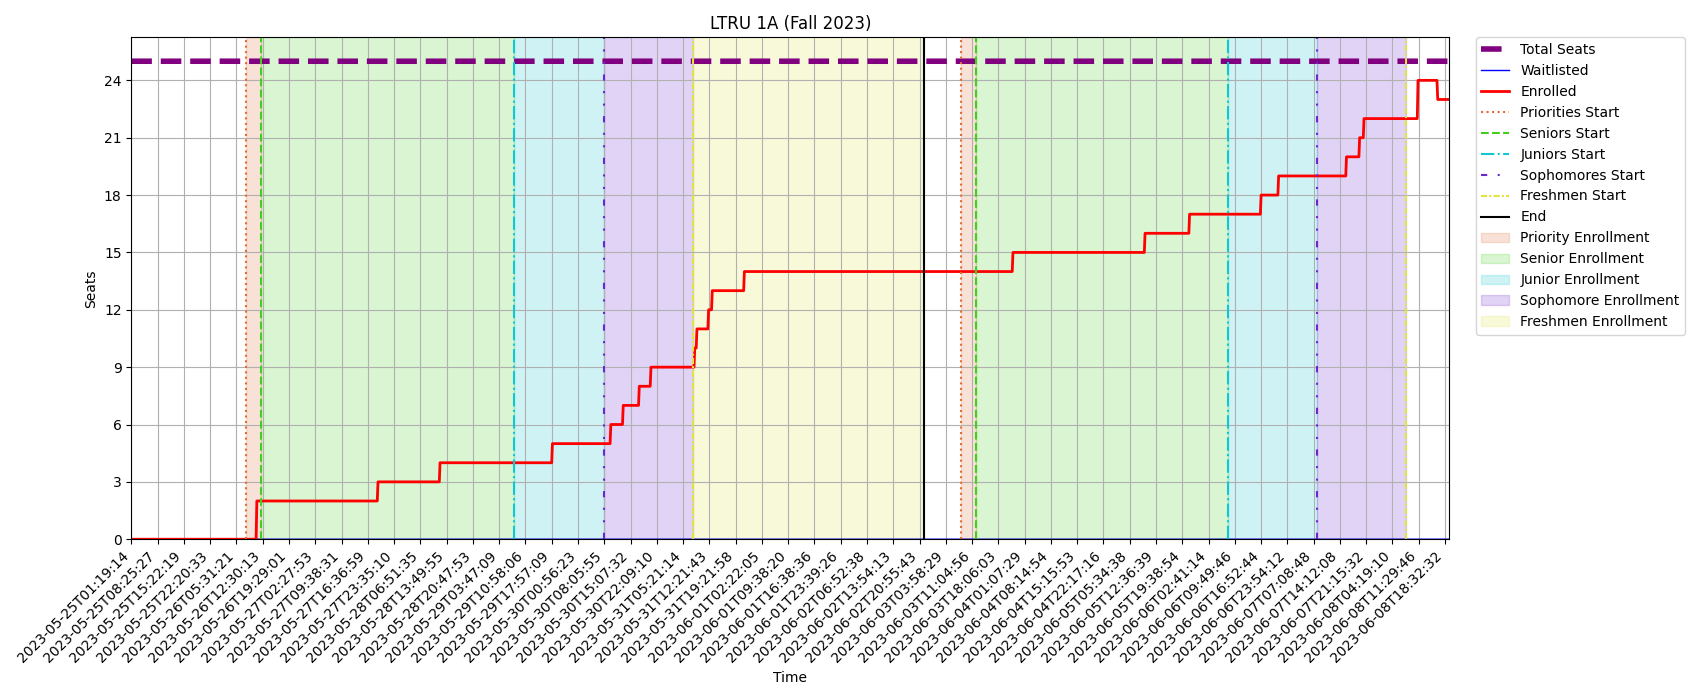 LTRU 1A (Fall 2023)
Seats
24
21
18
15
12
9
6
3
0
2023-05-25T01:19:14
2023-05-25T08:25:27
2023-05-25T15:22:19
2023-05-25T22:20:33
2023-05-26T05:31:21
2023-05-26T12:30:13
2023-05-26T19:29:01
2023-05-27T02:27:53
2023-05-27T09:38:31
2023-05-27T16:36:59
2023-05-27T23:35:10
2023-05-28T06:51:35
2023-05-28T13:49:55
2023-05-28T20:47:53
2023-05-29T03:47:09
2023-05-29T10:58:06
2023-05-29T17:57:09
2023-05-30T00:56:23
2023-05-30T08:05:55
2023-05-30T15:07:32
2023-05-30T22:09:10
2023-05-31T05:21:14
2023-05-31T12:21:43
2023-05-31T19:21:58
2023-06-01T02:22:05
2023-06-01T09:38:20
2023-06-01T16:38:36
2023-06-01T23:39:26
2023-06-02T06:52:38
2023-06-02T13:54:13
2023-06-02T20:55:43
2023-06-03T03:58:29
2023-06-03T11:04:56
2023-06-03T18:06:03
2023-06-04T01:07:29
2023-06-04T08:14:54
2023-06-04T15:15:53
2023-06-04T22:17:16
2023-06-05T05:34:38
2023-06-05T12:36:39
2023-06-05T19:38:54
2023-06-06T02:41:14
2023-06-06T09:49:46
2023-06-06T16:52:44
2023-06-06T23:54:12
2023-06-07T07:08:48
2023-06-07T14:12:08
2023-06-07T21:15:32
2023-06-08T04:19:10
2023-06-08T11:29:46
2023-06-08T18:32:32
Time
Total Seats
Waitlisted
Enrolled
Priorities Start
Seniors Start
Juniors Start
Sophomores Start
Freshmen Start
End
Priority Enrollment
Senior Enrollment
Junior Enrollment
Sophomore Enrollment
Freshmen Enrollment